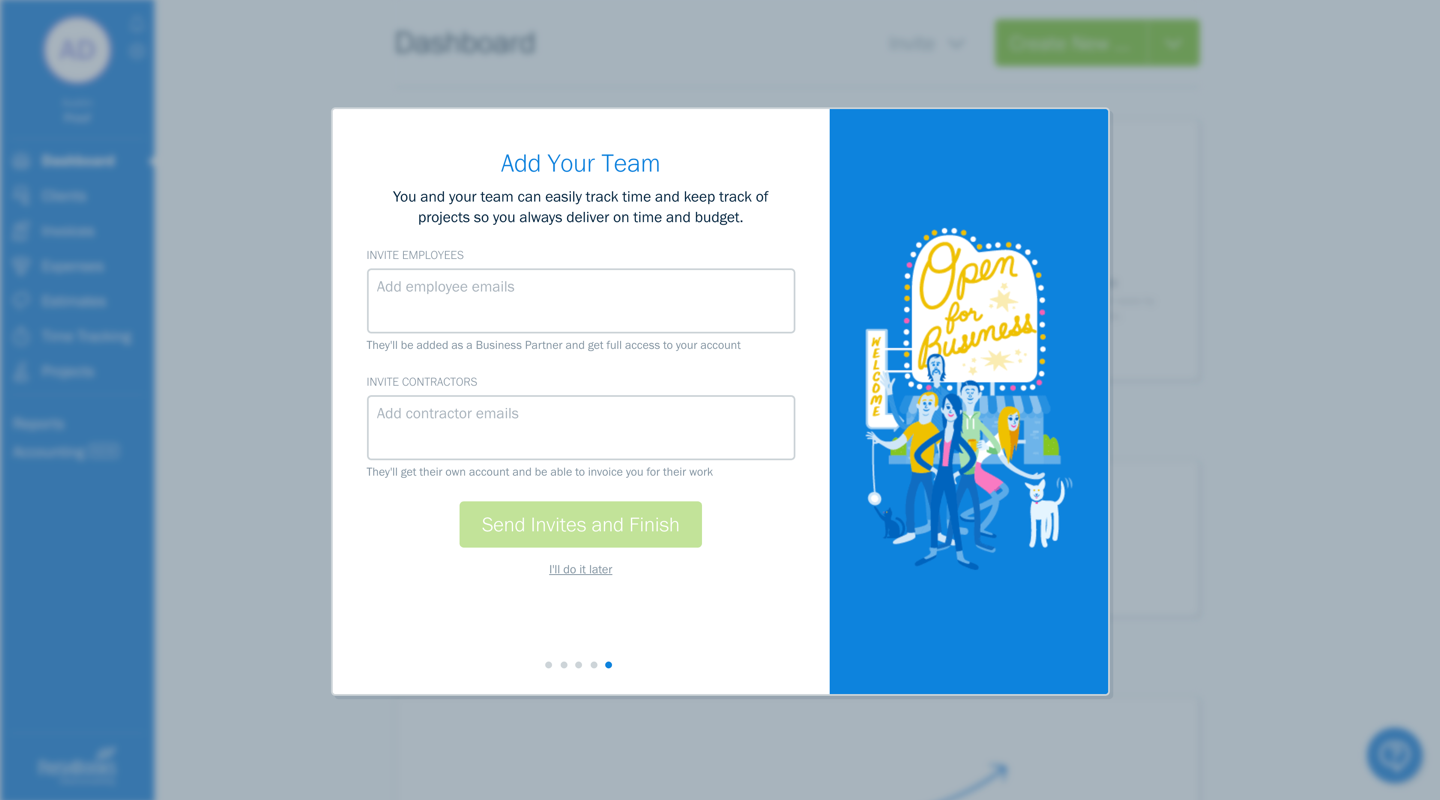 AD
Dashboard
Invite
Create New ...
Dashboard
Clients
Invoices
Expenses
Estimates
Time Tracking
Projects
Reports
Accounting
Add Your Team
You and your team can easily track time and keep track of
projects so you always deliver on time and budget.
INVITE EMPLOYEES
Add employee emails
They'll be added as a Business Partner and get full access to your account
INVITE CONTRACTORS
Add contractor emails
They'll get their own account and be able to invoice you for their work
Send Invites and Finish
I'll do it later
Open
for
Business
WELCOME